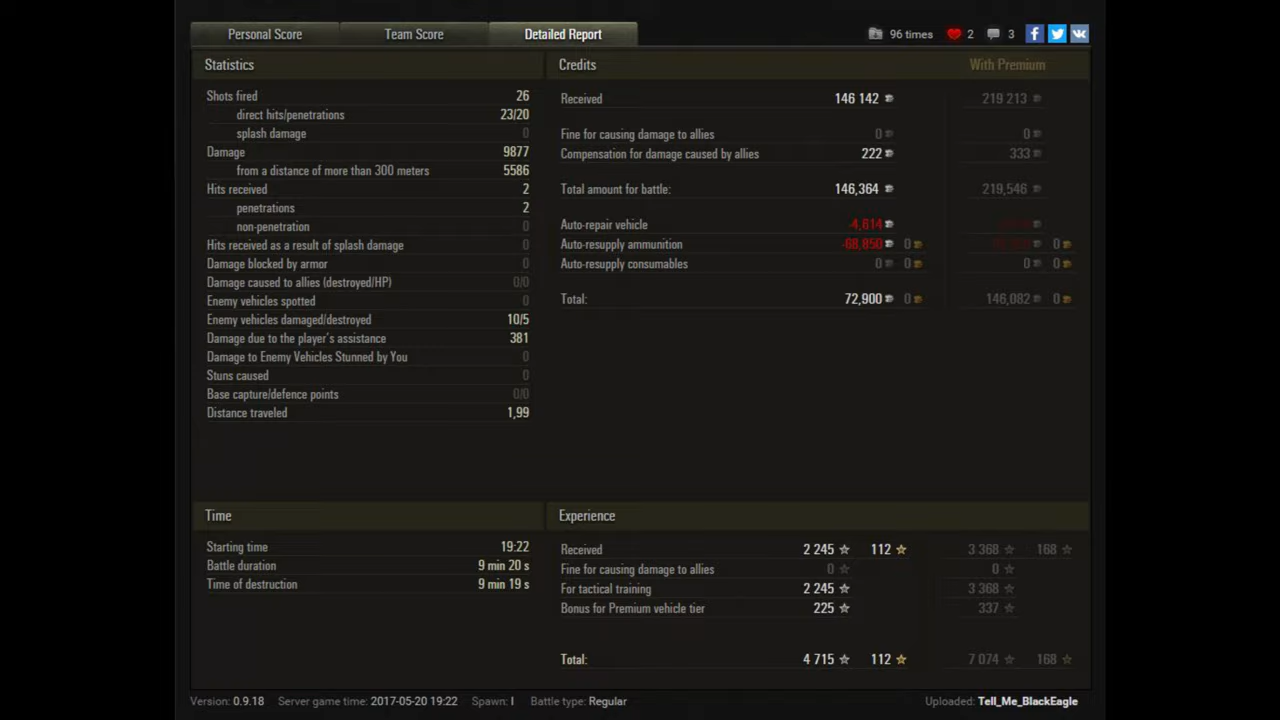 Personal Score Team Score Detailed Report 96 times 2 3
Statistics
Shots fired 26
direct hits/penetrations 23/20
splash damage 0
Damage 9877
from a distance of more than 300 meters 5586
Hits received 2
penetrations 2
non-penetration 0
Hits received as a result of splash damage 0
Damage blocked by armor 0
Damage caused to allies (destroyed/HP) 0/0
Enemy vehicles spotted 0
Enemy vehicles damaged/destroyed 10/5
Damage due to the player's assistance 381
Damage to Enemy Vehicles Stunned by You 0
Stuns caused 0
Base capture/defence points 0/0
Distance traveled 1,99
Credits With Premium
Received 146 142 219 213
Fine for causing damage to allies 0 0
Compensation for damage caused by allies 222 333
Total amount for battle: 146,364 219,546
Auto-repair vehicle -4,614
Auto-resupply ammunition -68,850 0 0
Auto-resupply consumables 0 0 0 0
Total: 72,900 0 146,082 0
Time
Starting time 19:22
Battle duration 9 min 20 s
Time of destruction 9 min 19 s
Experience
Received 2 245 112 3 368 168
Fine for causing damage to allies 0 0
For tactical training 2 245 3 368
Bonus for Premium vehicle tier 225 337
Total: 4 715 112 7 074 168
Version: 0.9.18 Server game time: 2017-05-20 19:22 Spawn: I Battle type: Regular Uploaded: Tell_Me_BlackEagle